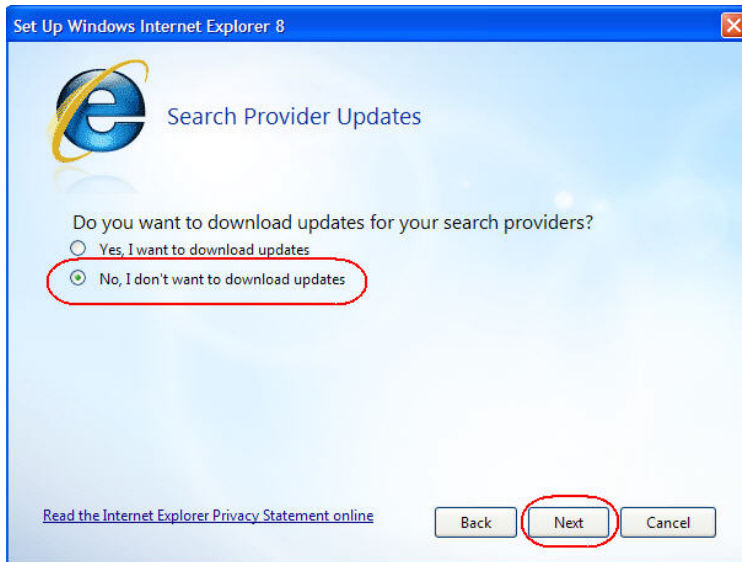 Set Up Windows Internet Explorer 8
Search Provider Updates
Do you want to download updates for your search providers?
Yes, I want to download updates
No, I don't want to download updates
Read the Internet Explorer Privacy Statement online
Back
Next
Cancel